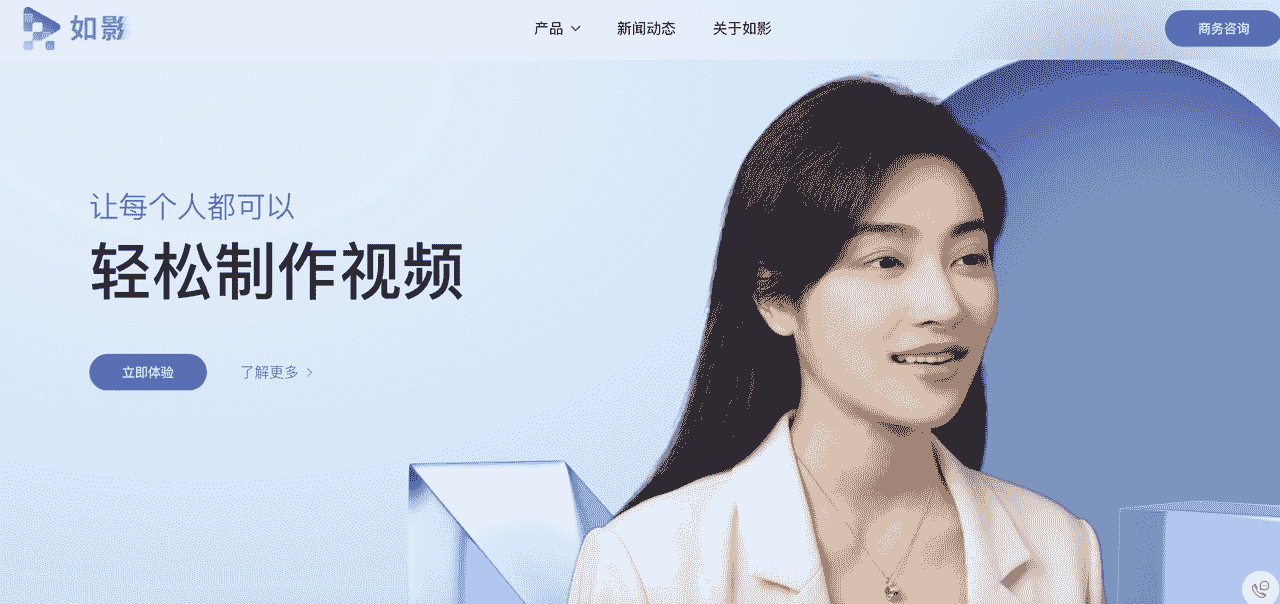 如影
产品
新闻动态
关于如影
商务咨询
让每个人都可以
轻松制作视频
立即体验
了解更多